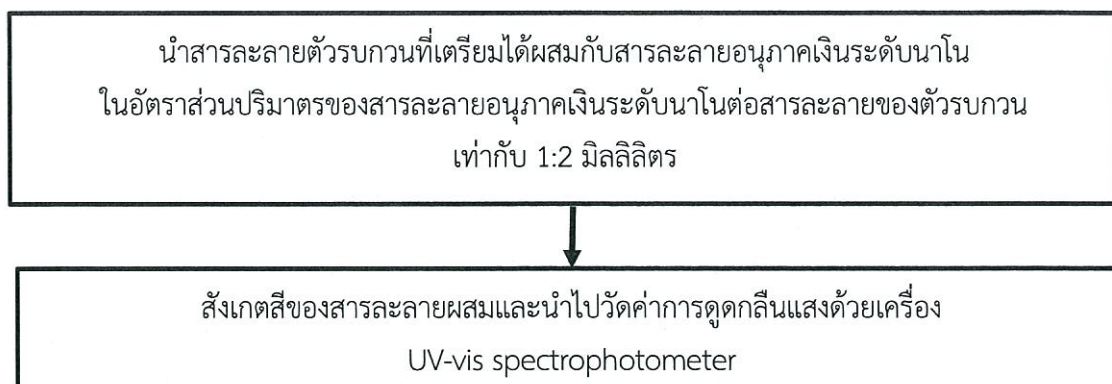 นำสารละลายตัวรบกวนที่เตรียมได้ผสมกับสารละลายอนุภาคเงินระดับนาโน
ในอัตราส่วนปริมาตรของสารละลายอนุภาคเงินระดับนาโนต่อสารละลายของตัวรบกวน
เท่ากับ 1:2 มิลลิลิตร
สังเกตสีของสารละลายผสมและนำไปวัดค่าการดูดกลืนแสงด้วยเครื่อง
UV-vis spectrophotometer